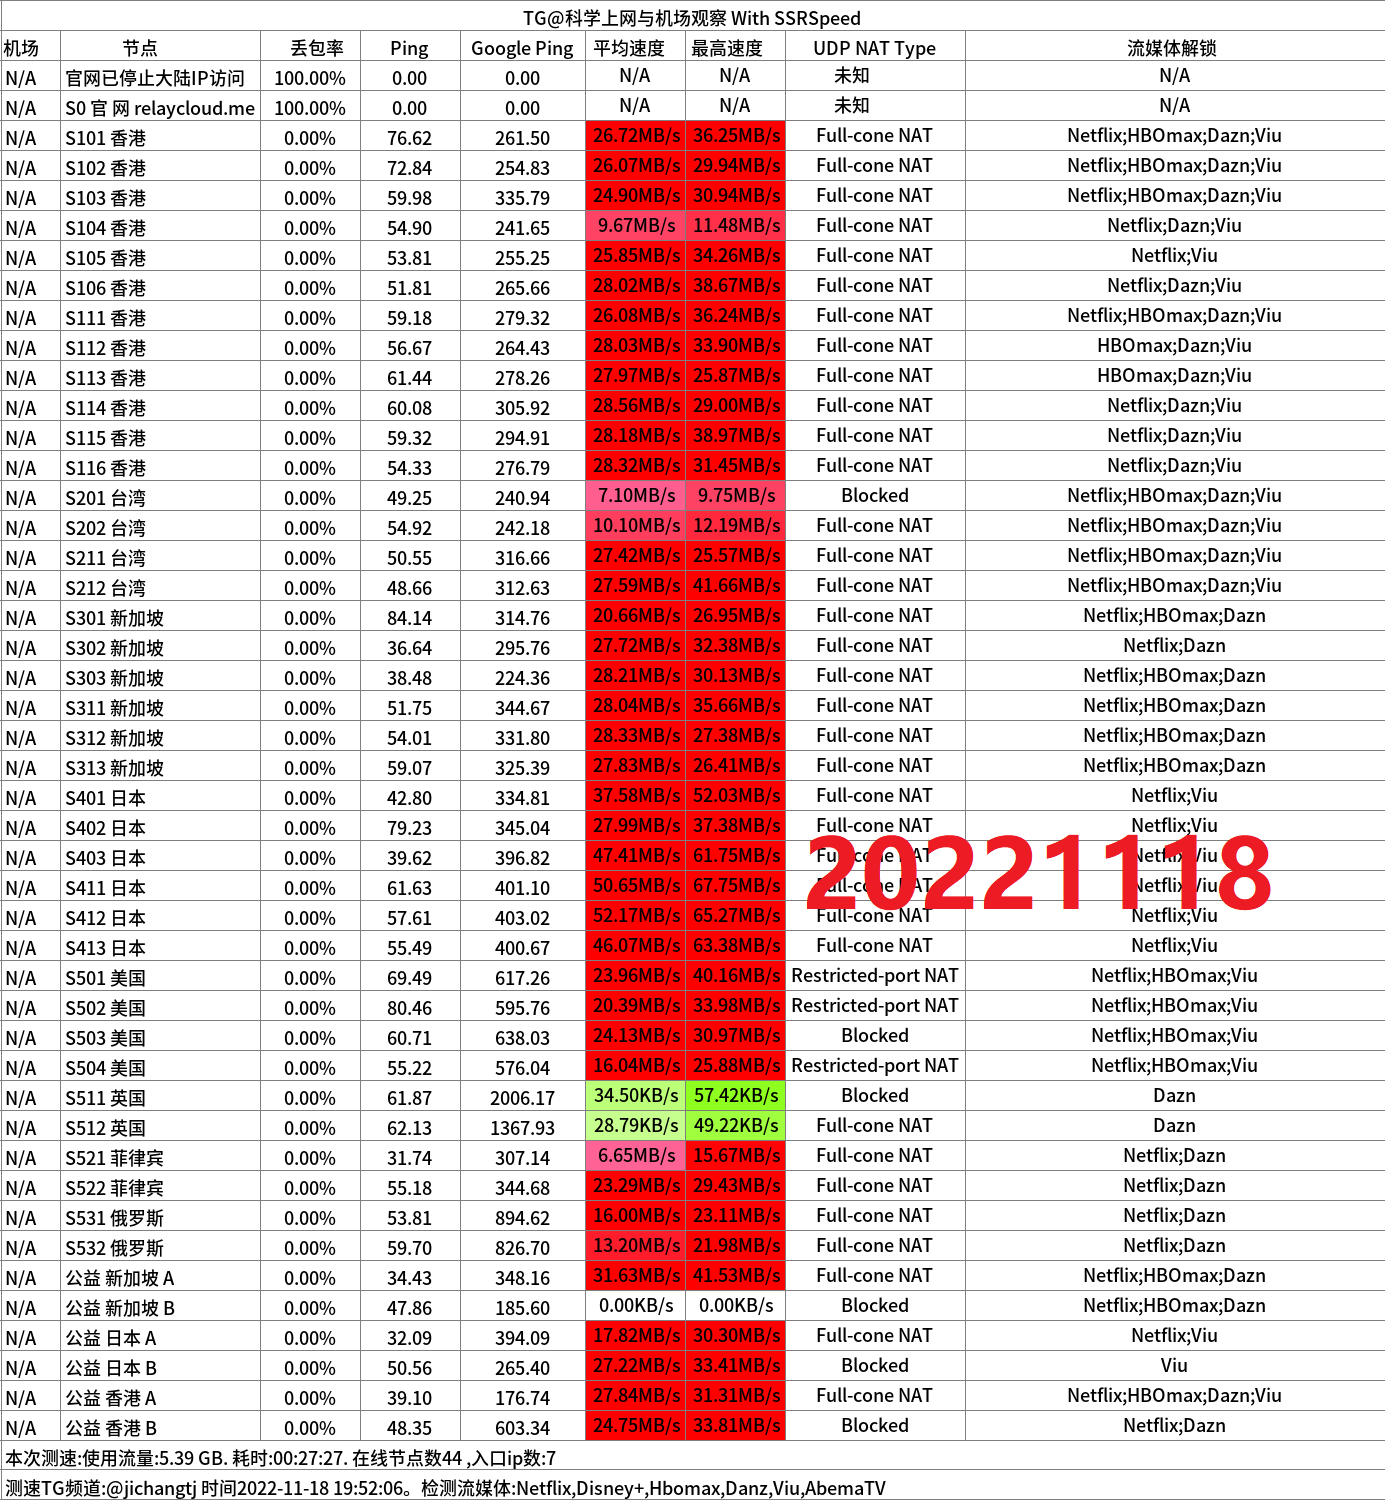 TG@科学上网与机场观察 With SSRSpeed
机场 节点 丢包率 Ping Google Ping 平均速度 最高速度 UDP NAT Type 流媒体解锁
N/A 官网已停止大陆IP访问 100.00% 0.00 0.00 N/A N/A 未知 N/A
N/A S0 官 网 relaycloud.me 100.00% 0.00 0.00 N/A N/A 未知 N/A
N/A S101 香港 0.00% 76.62 261.50 26.72MB/s 36.25MB/s Full-cone NAT Netflix;HBOmax;Dazn;Viu
N/A S102 香港 0.00% 72.84 254.83 26.07MB/s 29.94MB/s Full-cone NAT Netflix;HBOmax;Dazn;Viu
N/A S103 香港 0.00% 59.98 335.79 24.90MB/s 30.94MB/s Full-cone NAT Netflix;HBOmax;Dazn;Viu
N/A S104 香港 0.00% 54.90 241.65 9.67MB/s 11.48MB/s Full-cone NAT Netflix;Dazn;Viu
N/A S105 香港 0.00% 53.81 255.25 25.85MB/s 34.26MB/s Full-cone NAT Netflix;Viu
N/A S106 香港 0.00% 51.81 265.66 28.02MB/s 38.67MB/s Full-cone NAT Netflix;Dazn;Viu
N/A S111 香港 0.00% 59.18 279.32 26.08MB/s 36.24MB/s Full-cone NAT Netflix;HBOmax;Dazn;Viu
N/A S112 香港 0.00% 56.67 264.43 28.03MB/s 33.90MB/s Full-cone NAT HBOmax;Dazn;Viu
N/A S113 香港 0.00% 61.44 278.26 27.97MB/s 25.87MB/s Full-cone NAT HBOmax;Dazn;Viu
N/A S114 香港 0.00% 60.08 305.92 28.56MB/s 29.00MB/s Full-cone NAT Netflix;Dazn;Viu
N/A S115 香港 0.00% 59.32 294.91 28.18MB/s 38.97MB/s Full-cone NAT Netflix;Dazn;Viu
N/A S116 香港 0.00% 54.33 276.79 28.32MB/s 31.45MB/s Full-cone NAT Netflix;Dazn;Viu
N/A S201 台湾 0.00% 49.25 240.94 7.10MB/s 9.75MB/s Blocked Netflix;HBOmax;Dazn;Viu
N/A S202 台湾 0.00% 54.92 242.18 10.10MB/s 12.19MB/s Full-cone NAT Netflix;HBOmax;Dazn;Viu
N/A S211 台湾 0.00% 50.55 316.66 27.42MB/s 25.57MB/s Full-cone NAT Netflix;HBOmax;Dazn;Viu
N/A S212 台湾 0.00% 48.66 312.63 27.59MB/s 41.66MB/s Full-cone NAT Netflix;HBOmax;Dazn;Viu
N/A S301 新加坡 0.00% 84.14 314.76 20.66MB/s 26.95MB/s Full-cone NAT Netflix;HBOmax;Dazn
N/A S302 新加坡 0.00% 36.64 295.76 27.72MB/s 32.38MB/s Full-cone NAT Netflix;Dazn
N/A S303 新加坡 0.00% 38.48 224.36 28.21MB/s 30.13MB/s Full-cone NAT Netflix;HBOmax;Dazn
N/A S311 新加坡 0.00% 51.75 344.67 28.04MB/s 35.66MB/s Full-cone NAT Netflix;HBOmax;Dazn
N/A S312 新加坡 0.00% 54.01 331.80 28.33MB/s 27.38MB/s Full-cone NAT Netflix;HBOmax;Dazn
N/A S313 新加坡 0.00% 59.07 325.39 27.83MB/s 26.41MB/s Full-cone NAT Netflix;HBOmax;Dazn
N/A S401 日本 0.00% 42.80 334.81 37.58MB/s 52.03MB/s Full-cone NAT Netflix;Viu
N/A S402 日本 0.00% 79.23 345.04 27.99MB/s 37.38MB/s Full-cone NAT Netflix;Viu
N/A S403 日本 0.00% 39.62 396.82 47.41MB/s 61.75MB/s Full-cone NAT Netflix;Viu
20221118
N/A S411 日本 0.00% 61.63 401.10 50.65MB/s 67.75MB/s Full-cone NAT Netflix;Viu
N/A S412 日本 0.00% 57.61 403.02 52.17MB/s 65.27MB/s Full-cone NAT Netflix;Viu
N/A S413 日本 0.00% 55.49 400.67 46.07MB/s 63.38MB/s Full-cone NAT Netflix;Viu
N/A S501 美国 0.00% 69.49 617.26 23.96MB/s 40.16MB/s Restricted-port NAT Netflix;HBOmax;Viu
N/A S502 美国 0.00% 80.46 595.76 20.39MB/s 33.98MB/s Restricted-port NAT Netflix;HBOmax;Viu
N/A S503 美国 0.00% 60.71 638.03 24.13MB/s 30.97MB/s Blocked Netflix;HBOmax;Viu
N/A S504 美国 0.00% 55.22 576.04 16.04MB/s 25.88MB/s Restricted-port NAT Netflix;HBOmax;Viu
N/A S511 英国 0.00% 61.87 2006.17 34.50KB/s 57.42KB/s Blocked Dazn
N/A S512 英国 0.00% 62.13 1367.93 28.79KB/s 49.22KB/s Full-cone NAT Dazn
N/A S521 菲律宾 0.00% 31.74 307.14 6.65MB/s 15.67MB/s Full-cone NAT Netflix;Dazn
N/A S522 菲律宾 0.00% 55.18 344.68 23.29MB/s 29.43MB/s Full-cone NAT Netflix;Dazn
N/A S531 俄罗斯 0.00% 53.81 894.62 16.00MB/s 23.11MB/s Full-cone NAT Netflix;Dazn
N/A S532 俄罗斯 0.00% 59.70 826.70 13.20MB/s 21.98MB/s Full-cone NAT Netflix;Dazn
N/A 公益 新加坡 A 0.00% 34.43 348.16 31.63MB/s 41.53MB/s Full-cone NAT Netflix;HBOmax;Dazn
N/A 公益 新加坡 B 0.00% 47.86 185.60 0.00KB/s 0.00KB/s Blocked Netflix;HBOmax;Dazn
N/A 公益 日本 A 0.00% 32.09 394.09 17.82MB/s 30.30MB/s Full-cone NAT Netflix;Viu
N/A 公益 日本 B 0.00% 50.56 265.40 27.22MB/s 33.41MB/s Blocked Viu
N/A 公益 香港 A 0.00% 39.10 176.74 27.84MB/s 31.31MB/s Full-cone NAT Netflix;HBOmax;Dazn;Viu
N/A 公益 香港 B 0.00% 48.35 603.34 24.75MB/s 33.81MB/s Blocked Netflix;Dazn
本次测速:使用流量:5.39 GB. 耗时:00:27:27. 在线节点数44 ,入口ip数:7
测速TG频道:@jichangtj 时间2022-11-18 19:52:06。检测流媒体:Netflix,Disney+,Hbomax,Danz,Viu,AbemaTV